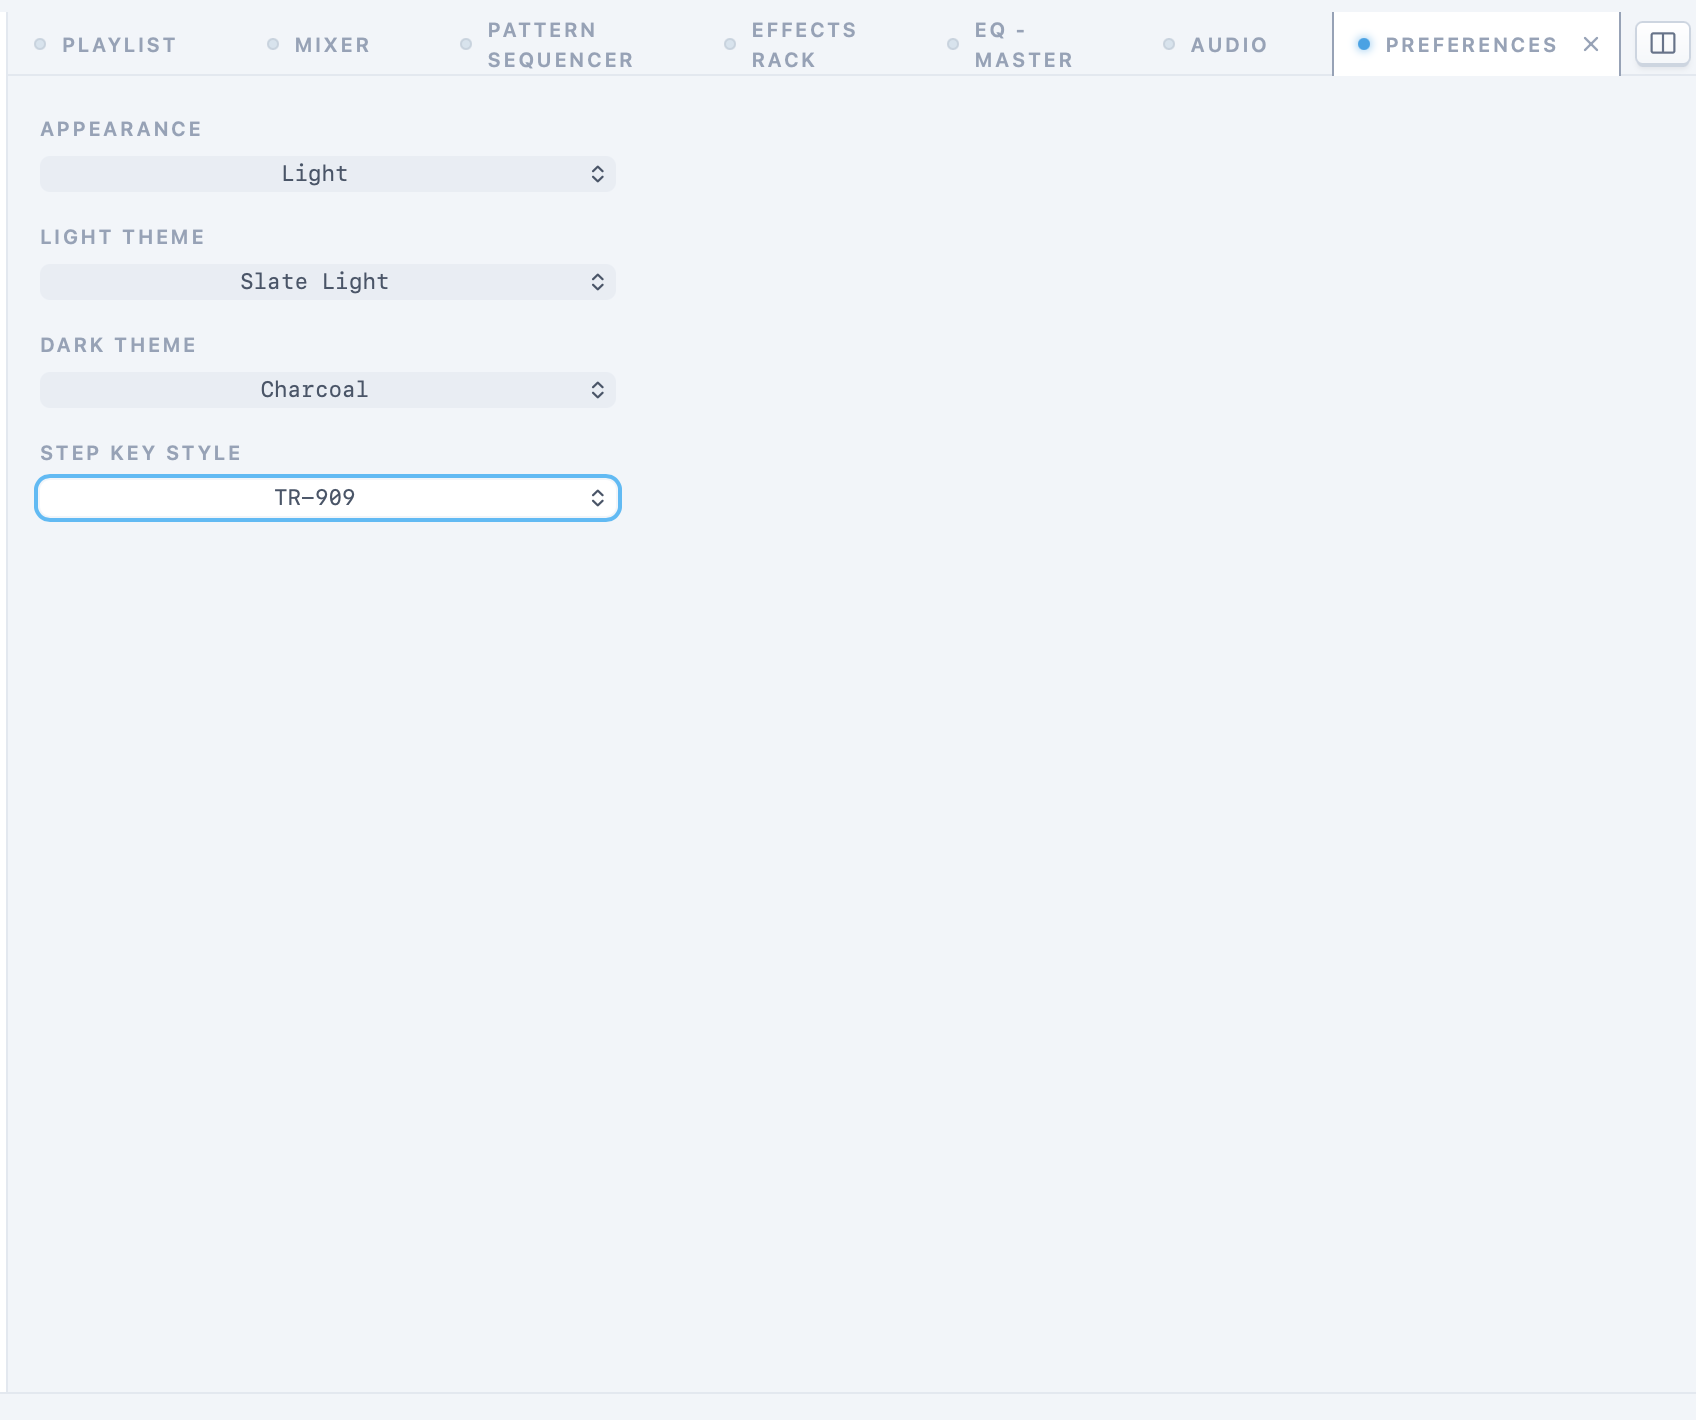 PLAYLIST
MIXER
PATTERN
SEQUENCER
EFFECTS
RACK
EQ -
MASTER
AUDIO
PREFERENCES
APPEARANCE
Light
LIGHT THEME
Slate Light
DARK THEME
Charcoal
STEP KEY STYLE
TR-909